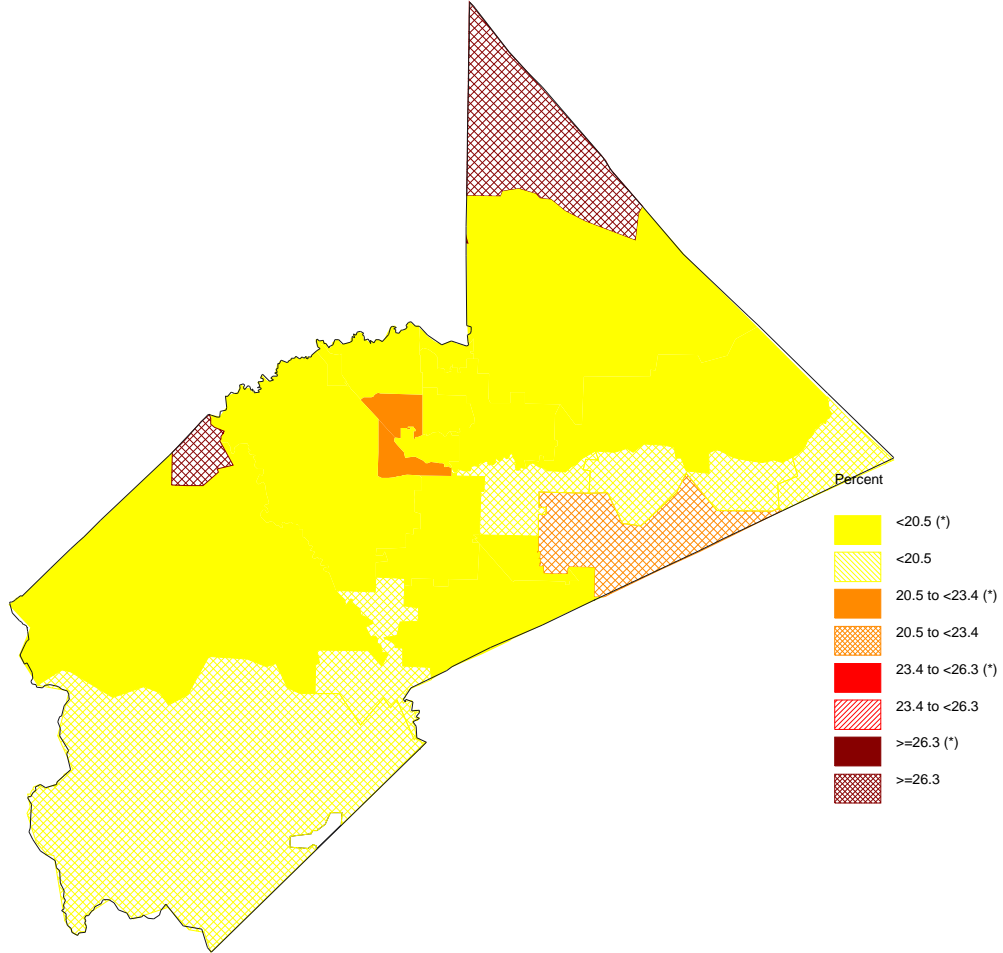 Percent
<20.5 (*)
<20.5
20.5 to <23.4 (*)
20.5 to <23.4
23.4 to <26.3 (*)
23.4 to <26.3
>=26.3 (*)
>=26.3